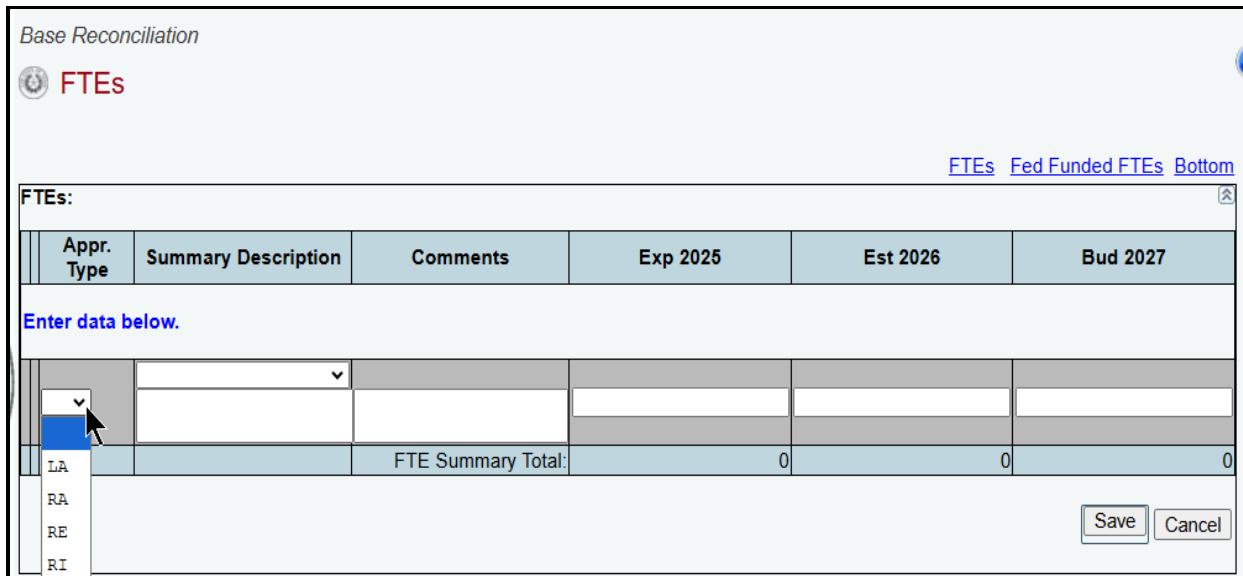 Base Reconciliation
FTEs
FTEs Fed Funded FTEs Bottom
FTEs:
Appr. Type Summary Description Comments Exp 2025 Est 2026 Bud 2027
Enter data below.
FTE Summary Total: 0 0 0
LA
RA
RE
RI
Save Cancel